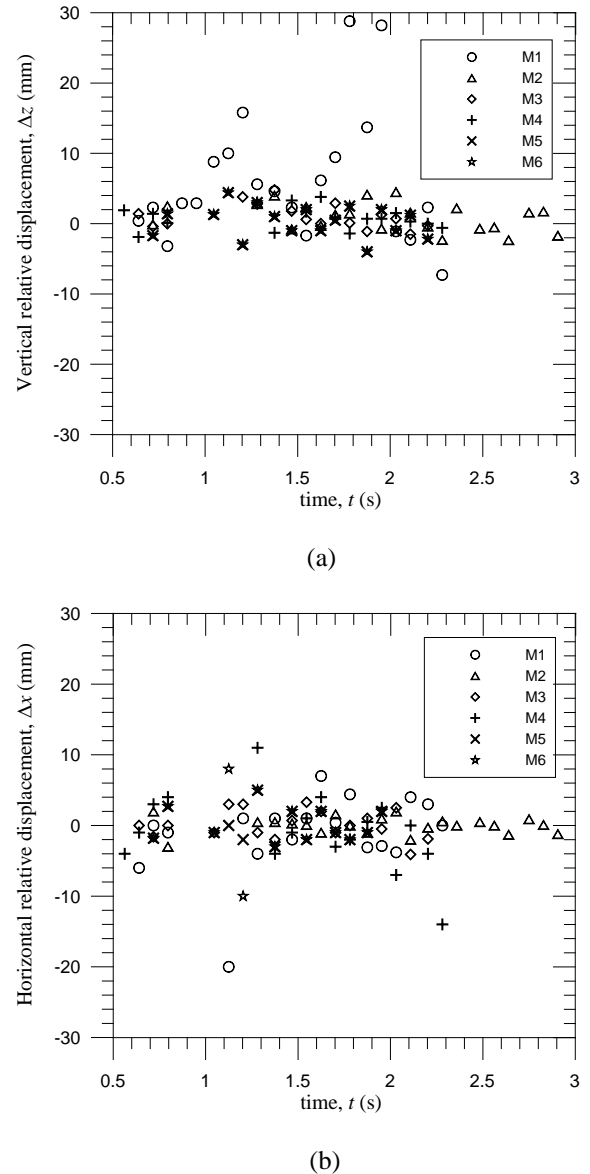 30
20
10
0
-10
-20
-30
Vertical relative displacement, Δz (mm)
M1
M2
M3
M4
M5
M6
0.5 1 1.5 2 2.5 3
time, t (s)
(a)
30
20
10
0
-10
-20
-30
Horizontal relative displacement, Δx (mm)
M1
M2
M3
M4
M5
M6
0.5 1 1.5 2 2.5 3
time, t (s)
(b)